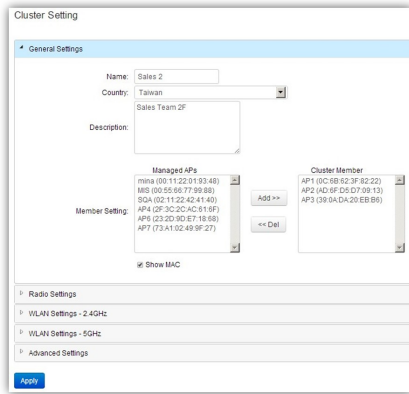 Cluster Setting
General Settings
Name: Sales 2
Country: Taiwan
Description: Sales Team 2F
Managed APs
Cluster Member
Member Setting:
mina (00:11:22:01:93:48)
MIS (00:55:66:77:99:88)
SQA (02:11:22:42:41:40)
AP4 (2F:3C:2C:AC:61:6F)
AP6 (23:2D:9D:E7:18:68)
AP7 (73:A1:02:49:9F:27)
Add >>
<< Del
AP1 (0C:6B:62:3F:82:22)
AP2 (AD:6F:D5:D7:09:13)
AP3 (39:0A:DA:20:EB:B6)
Show MAC
Radio Settings
WLAN Settings - 2.4GHz
WLAN Settings - 5GHz
Advanced Settings
Apply